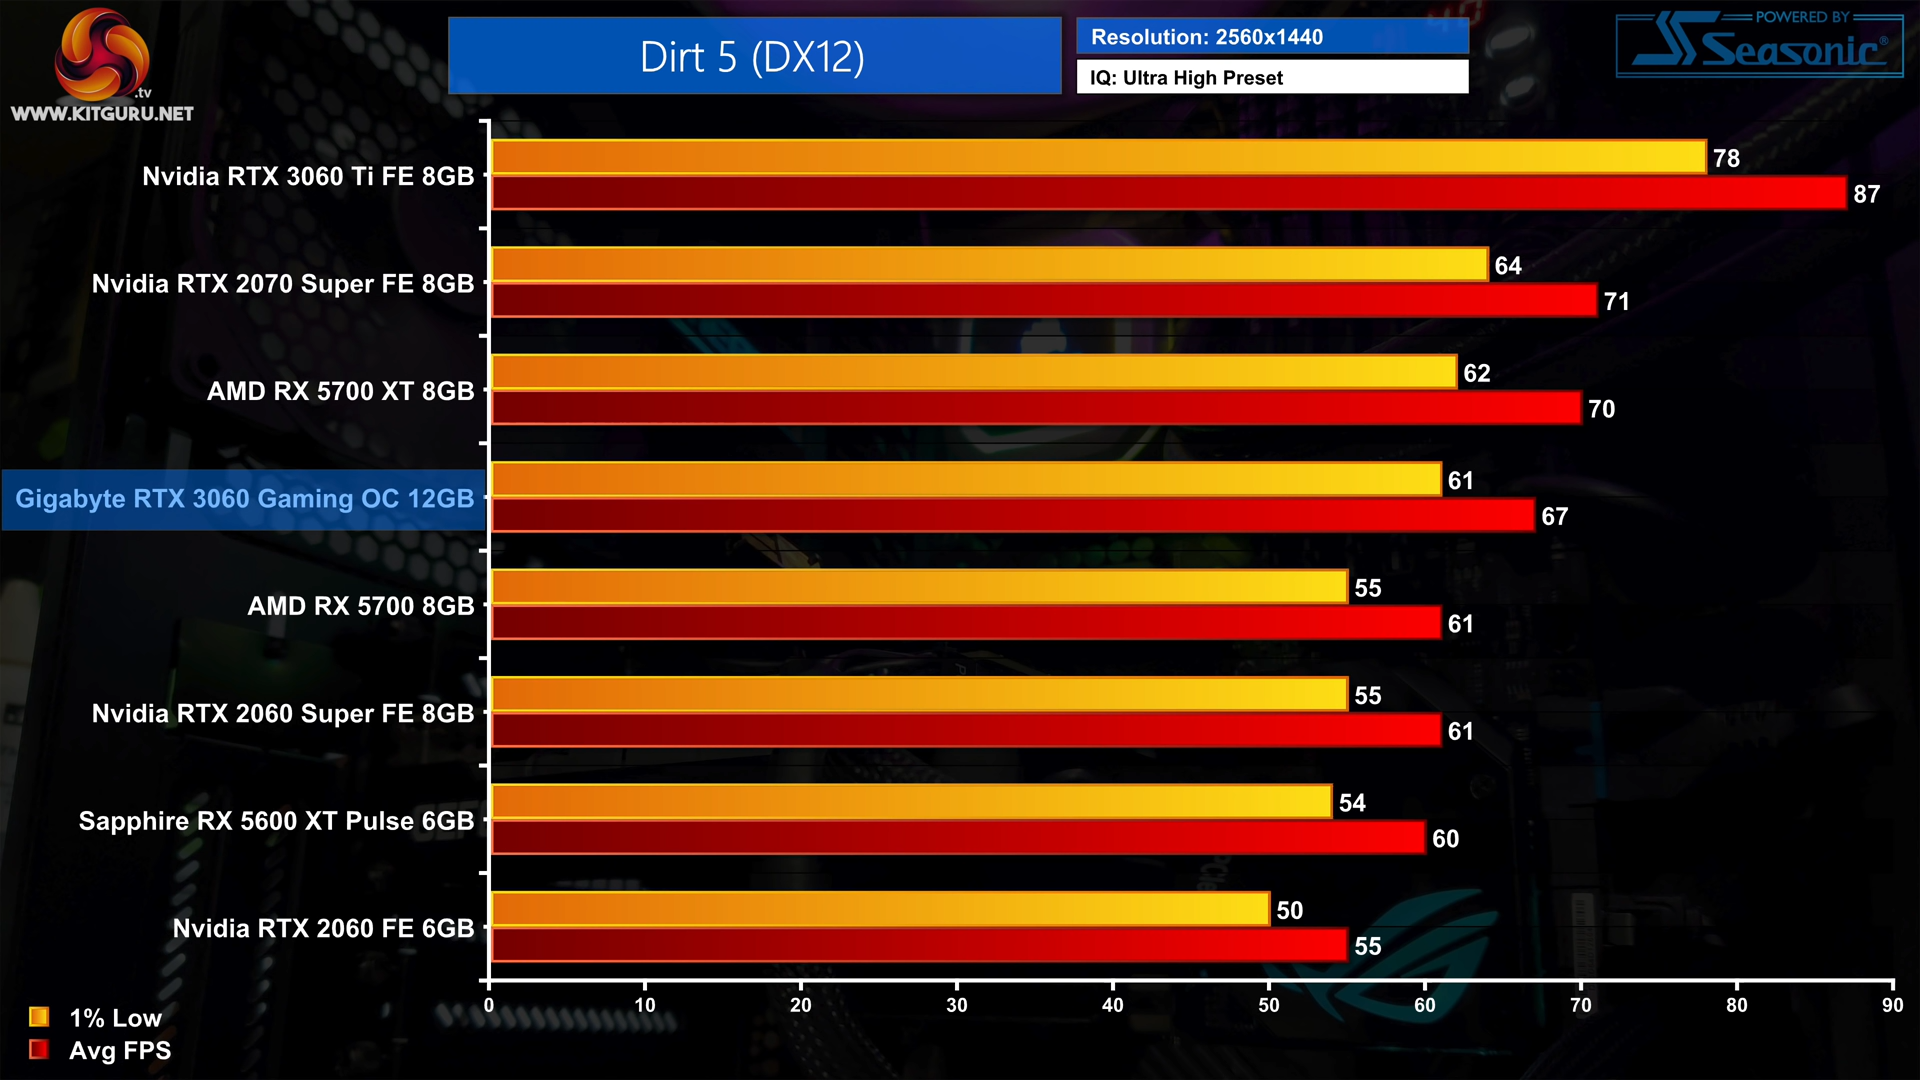 .tv
WWW.KITGURU.NET
Dirt 5 (DX12)
Resolution: 2560x1440
IQ: Ultra High Preset
POWERED BY
Seasonic®
Nvidia RTX 3060 Ti FE 8GB
78
87
Nvidia RTX 2070 Super FE 8GB
64
71
AMD RX 5700 XT 8GB
62
70
Gigabyte RTX 3060 Gaming OC 12GB
61
67
AMD RX 5700 8GB
55
61
Nvidia RTX 2060 Super FE 8GB
55
61
Sapphire RX 5600 XT Pulse 6GB
54
60
Nvidia RTX 2060 FE 6GB
50
55
0 10 20 30 40 50 60 70 80 90
1% Low
Avg FPS